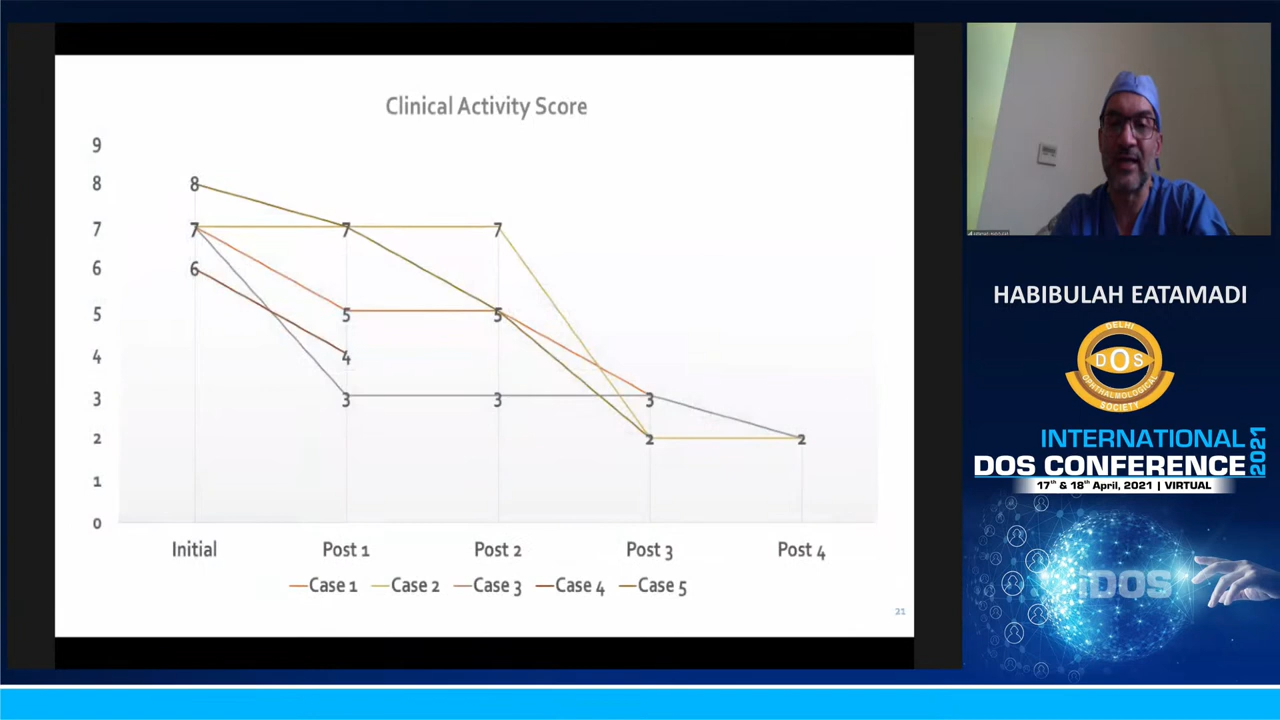 Clinical Activity Score
9
8
7
6
5
4
3
2
1
0
8
7
6
7
5
4
3
7
5
3
3
2
2
Initial Post 1 Post 2 Post 3 Post 4
Case 1 Case 2 Case 3 Case 4 Case 5
21
HABIBULAH EATAMADI
DELHI
DOS
OPHTHALMOLOGICAL
SOCIETY
INTERNATIONAL
DOS CONFERENCE
2021
17th & 18th April, 2021 | VIRTUAL
iDOS